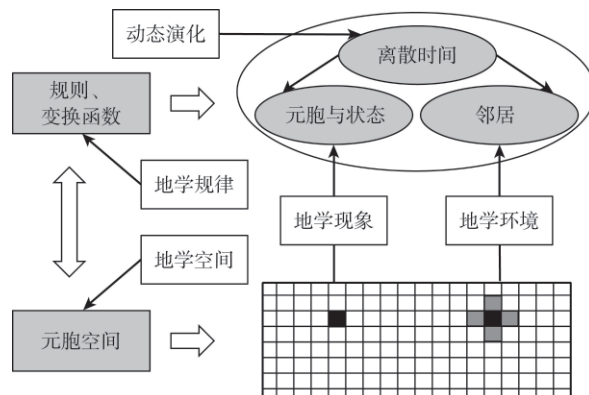 动态演化
离散时间
规则、
变换函数
元胞与状态
邻居
地学规律
地学现象
地学环境
地学空间
元胞空间